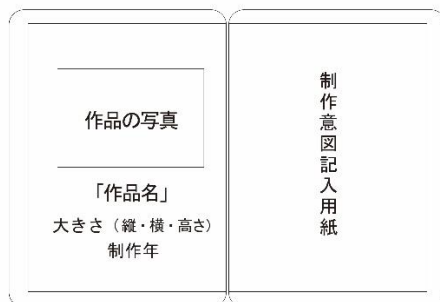 作品の写真
「作品名」
大きさ（縦・横・高さ）
制作年
制作意図記入用紙